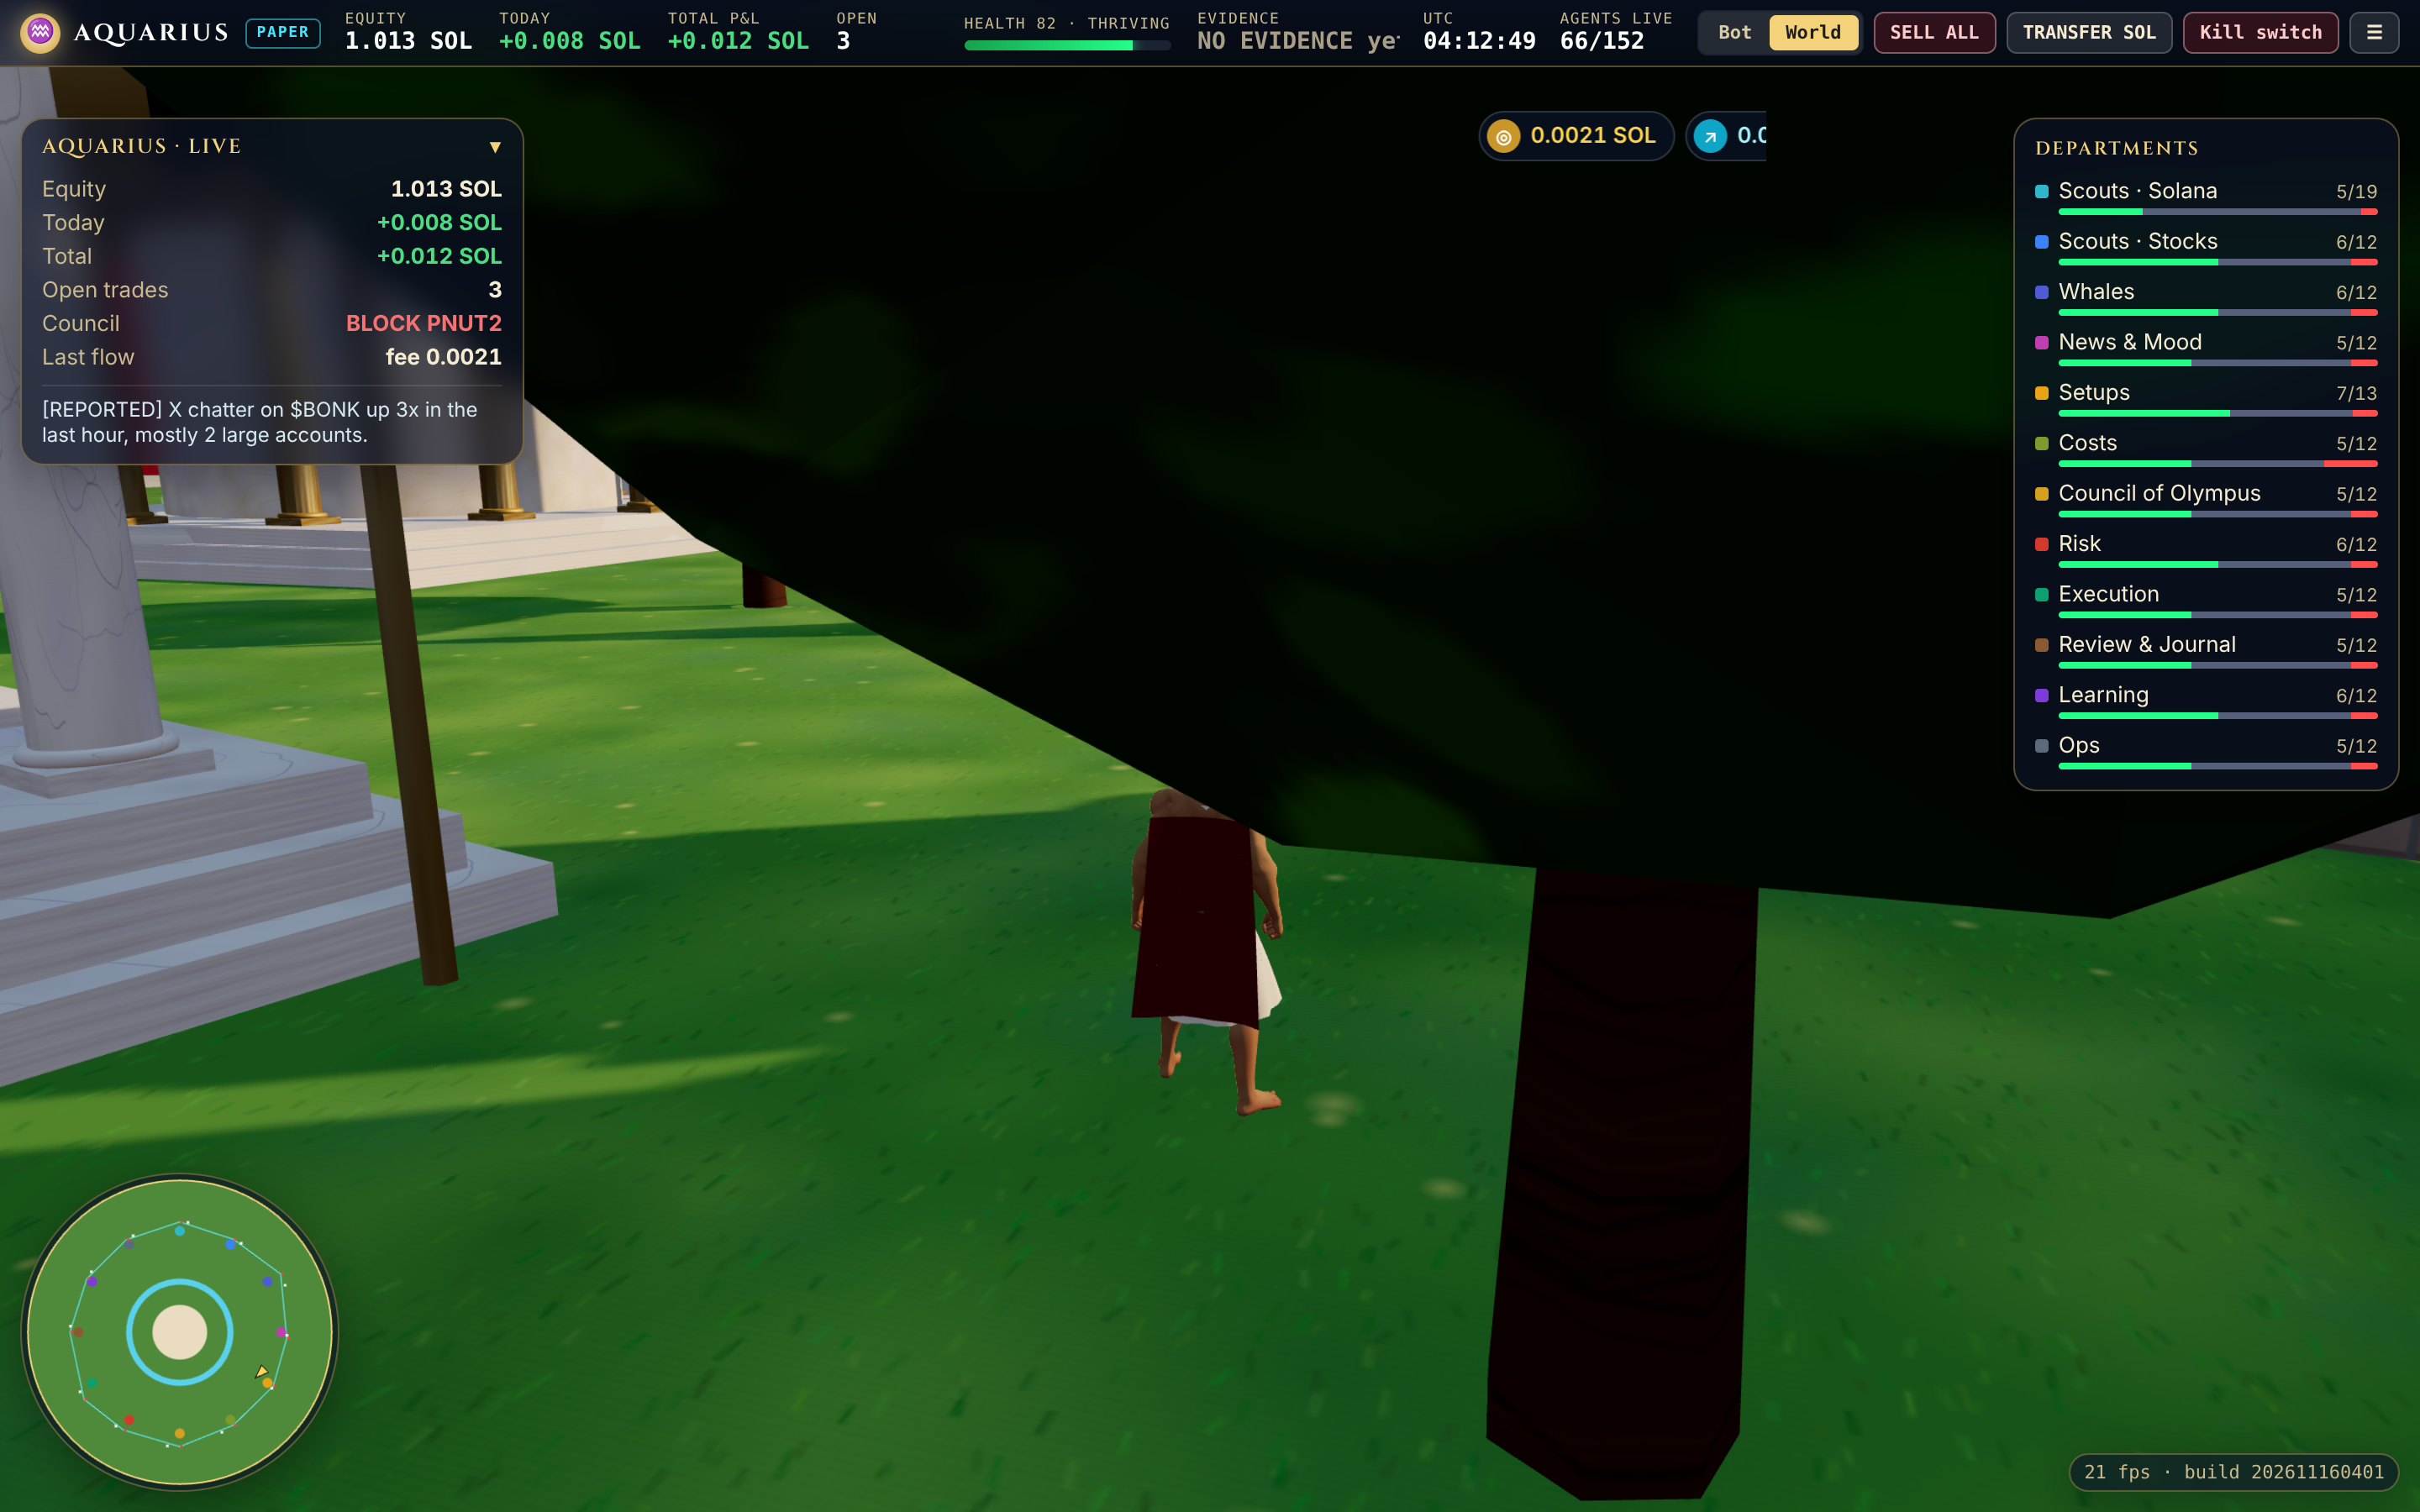 AQUARIUS
PAPER
EQUITY
1.013 SOL
TODAY
+0.008 SOL
TOTAL P&L
+0.012 SOL
OPEN
3
HEALTH 82 · THRIVING
EVIDENCE
NO EVIDENCE ye
UTC
04:12:49
AGENTS LIVE
66/152
Bot
World
SELL ALL
TRANSFER SOL
Kill switch
AQUARIUS · LIVE
Equity 1.013 SOL
Today +0.008 SOL
Total +0.012 SOL
Open trades 3
Council BLOCK PNUT2
Last flow fee 0.0021
[REPORTED] X chatter on $BONK up 3x in the
last hour, mostly 2 large accounts.
0.0021 SOL
DEPARTMENTS
Scouts · Solana 5/19
Scouts · Stocks 6/12
Whales 6/12
News & Mood 5/12
Setups 7/13
Costs 5/12
Council of Olympus 5/12
Risk 6/12
Execution 5/12
Review & Journal 5/12
Learning 6/12
Ops 5/12
21 fps · build 202611160401